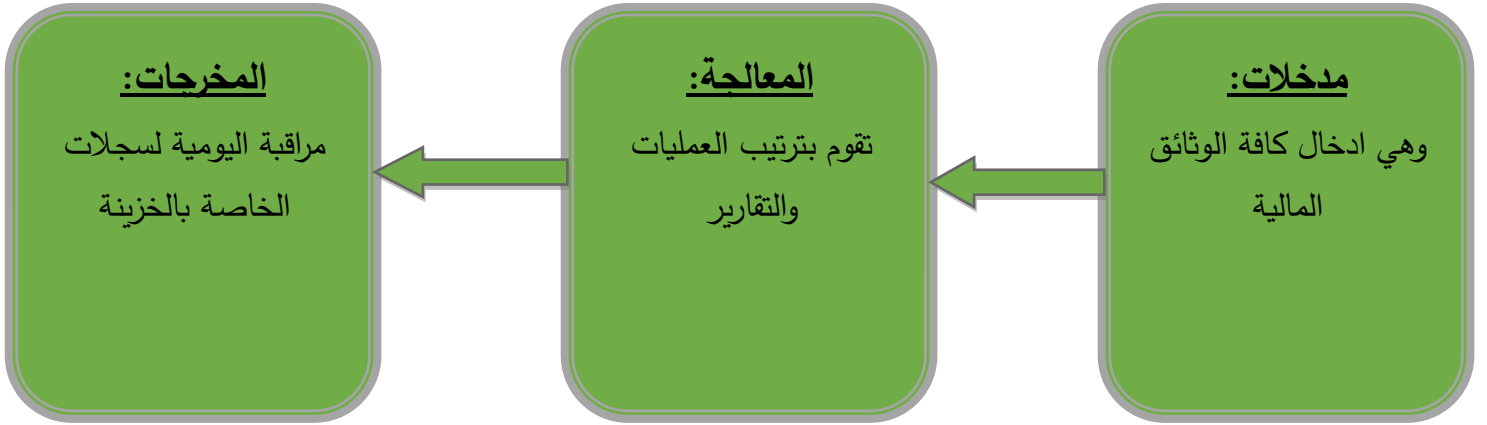 مدخلات:
وهي ادخال كافة الوثائق
المالية
المعالجة:
تقوم بترتيب العمليات
والتقارير
المخرجات:
مراقبة اليومية لسجلات
الخاصة بالخزينة